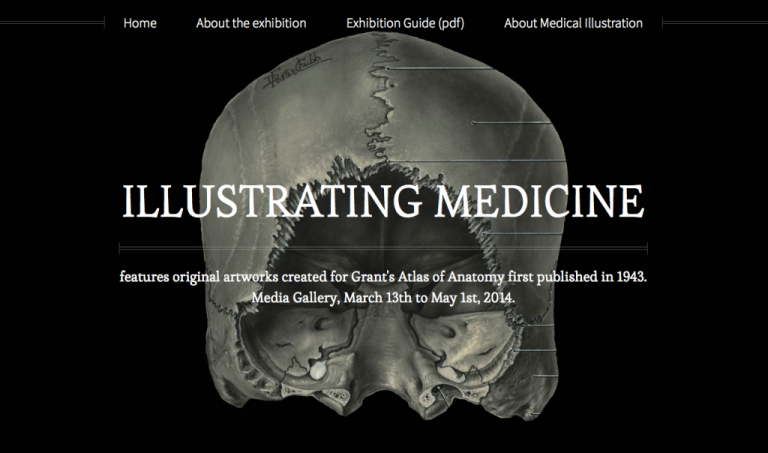 Home About the exhibition Exhibition Guide (pdf) About Medical Illustration
ILLUSTRATING MEDICINE
features original artworks created for Grant's Atlas of Anatomy first published in 1943.
Media Gallery, March 13th to May 1st, 2014.